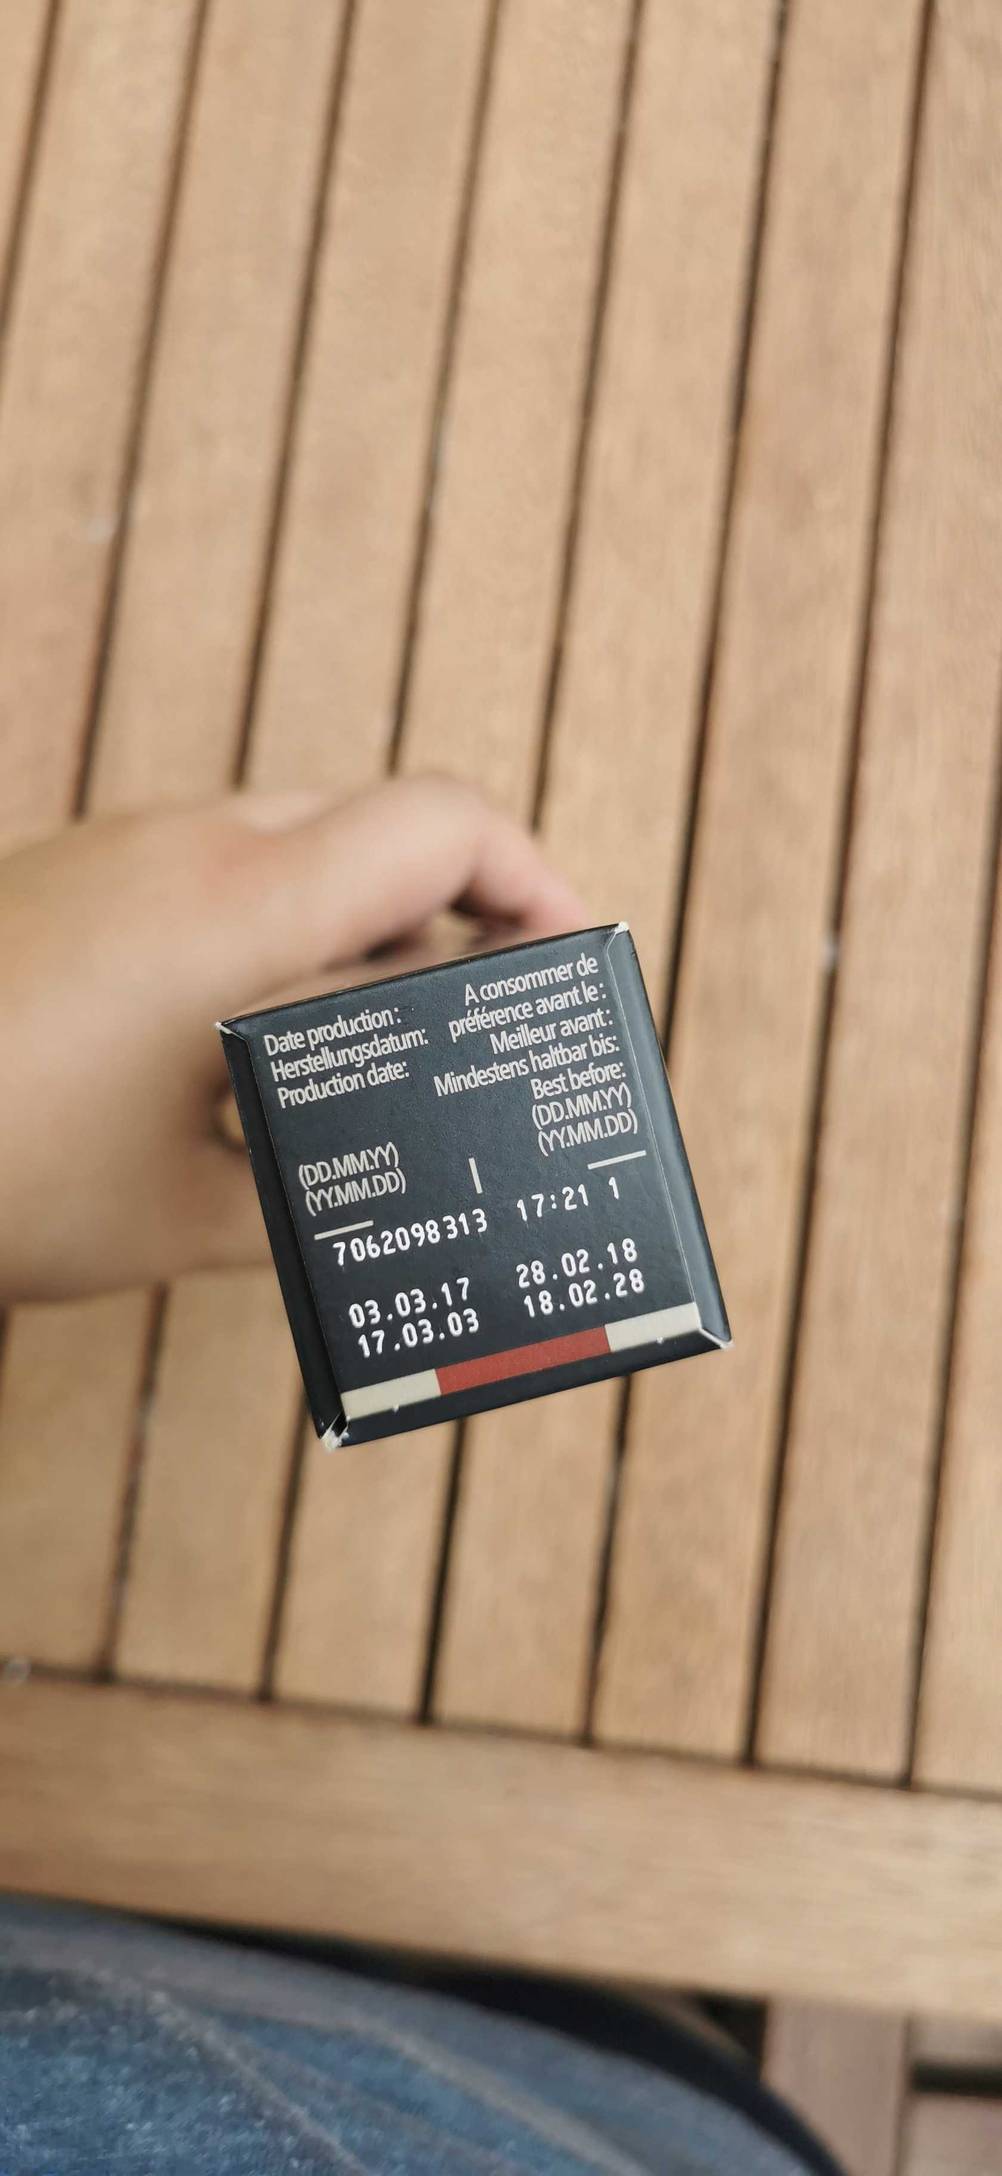 Date production :
Herstellungsdatum:
Production date:
(DD.MM.YY)
(YY.MM.DD)
A consommer de
préférence avant le :
Meilleur avant :
Mindestens haltbar bis:
Best before:
(DD.MM.YY)
(YY.MM.DD)
7062098313 17:21 1
03.03.17 28.02.18
17.03.03 18.02.28